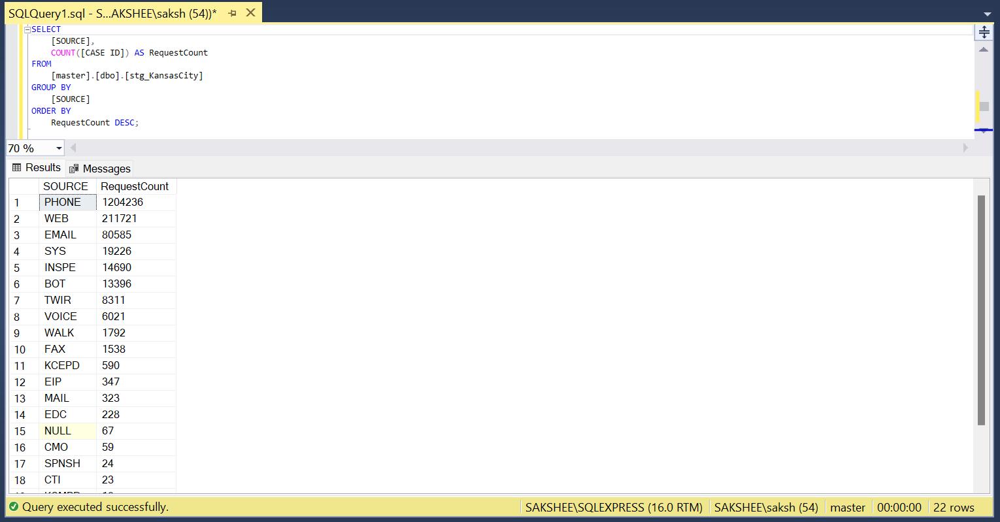 SQLQuery1.sql - S...AKSHEE\saksh (54))*
SELECT
[SOURCE],
COUNT([CASE ID]) AS RequestCount
FROM
[master].[dbo].[stg_KansasCity]
GROUP BY
[SOURCE]
ORDER BY
RequestCount DESC;
70 %
Results Messages
SOURCE RequestCount
1 PHONE 1204236
2 WEB 211721
3 EMAIL 80585
4 SYS 19226
5 INSPE 14690
6 BOT 13396
7 TWIR 8311
8 VOICE 6021
9 WALK 1792
10 FAX 1538
11 KCEPD 590
12 EIP 347
13 MAIL 323
14 EDC 228
15 NULL 67
16 CMO 59
17 SPNSH 24
18 CTI 23
Query executed successfully. SAKSHEE\SQLEXPRESS (16.0 RTM) SAKSHEE\saksh (54) master 00:00:00 22 rows